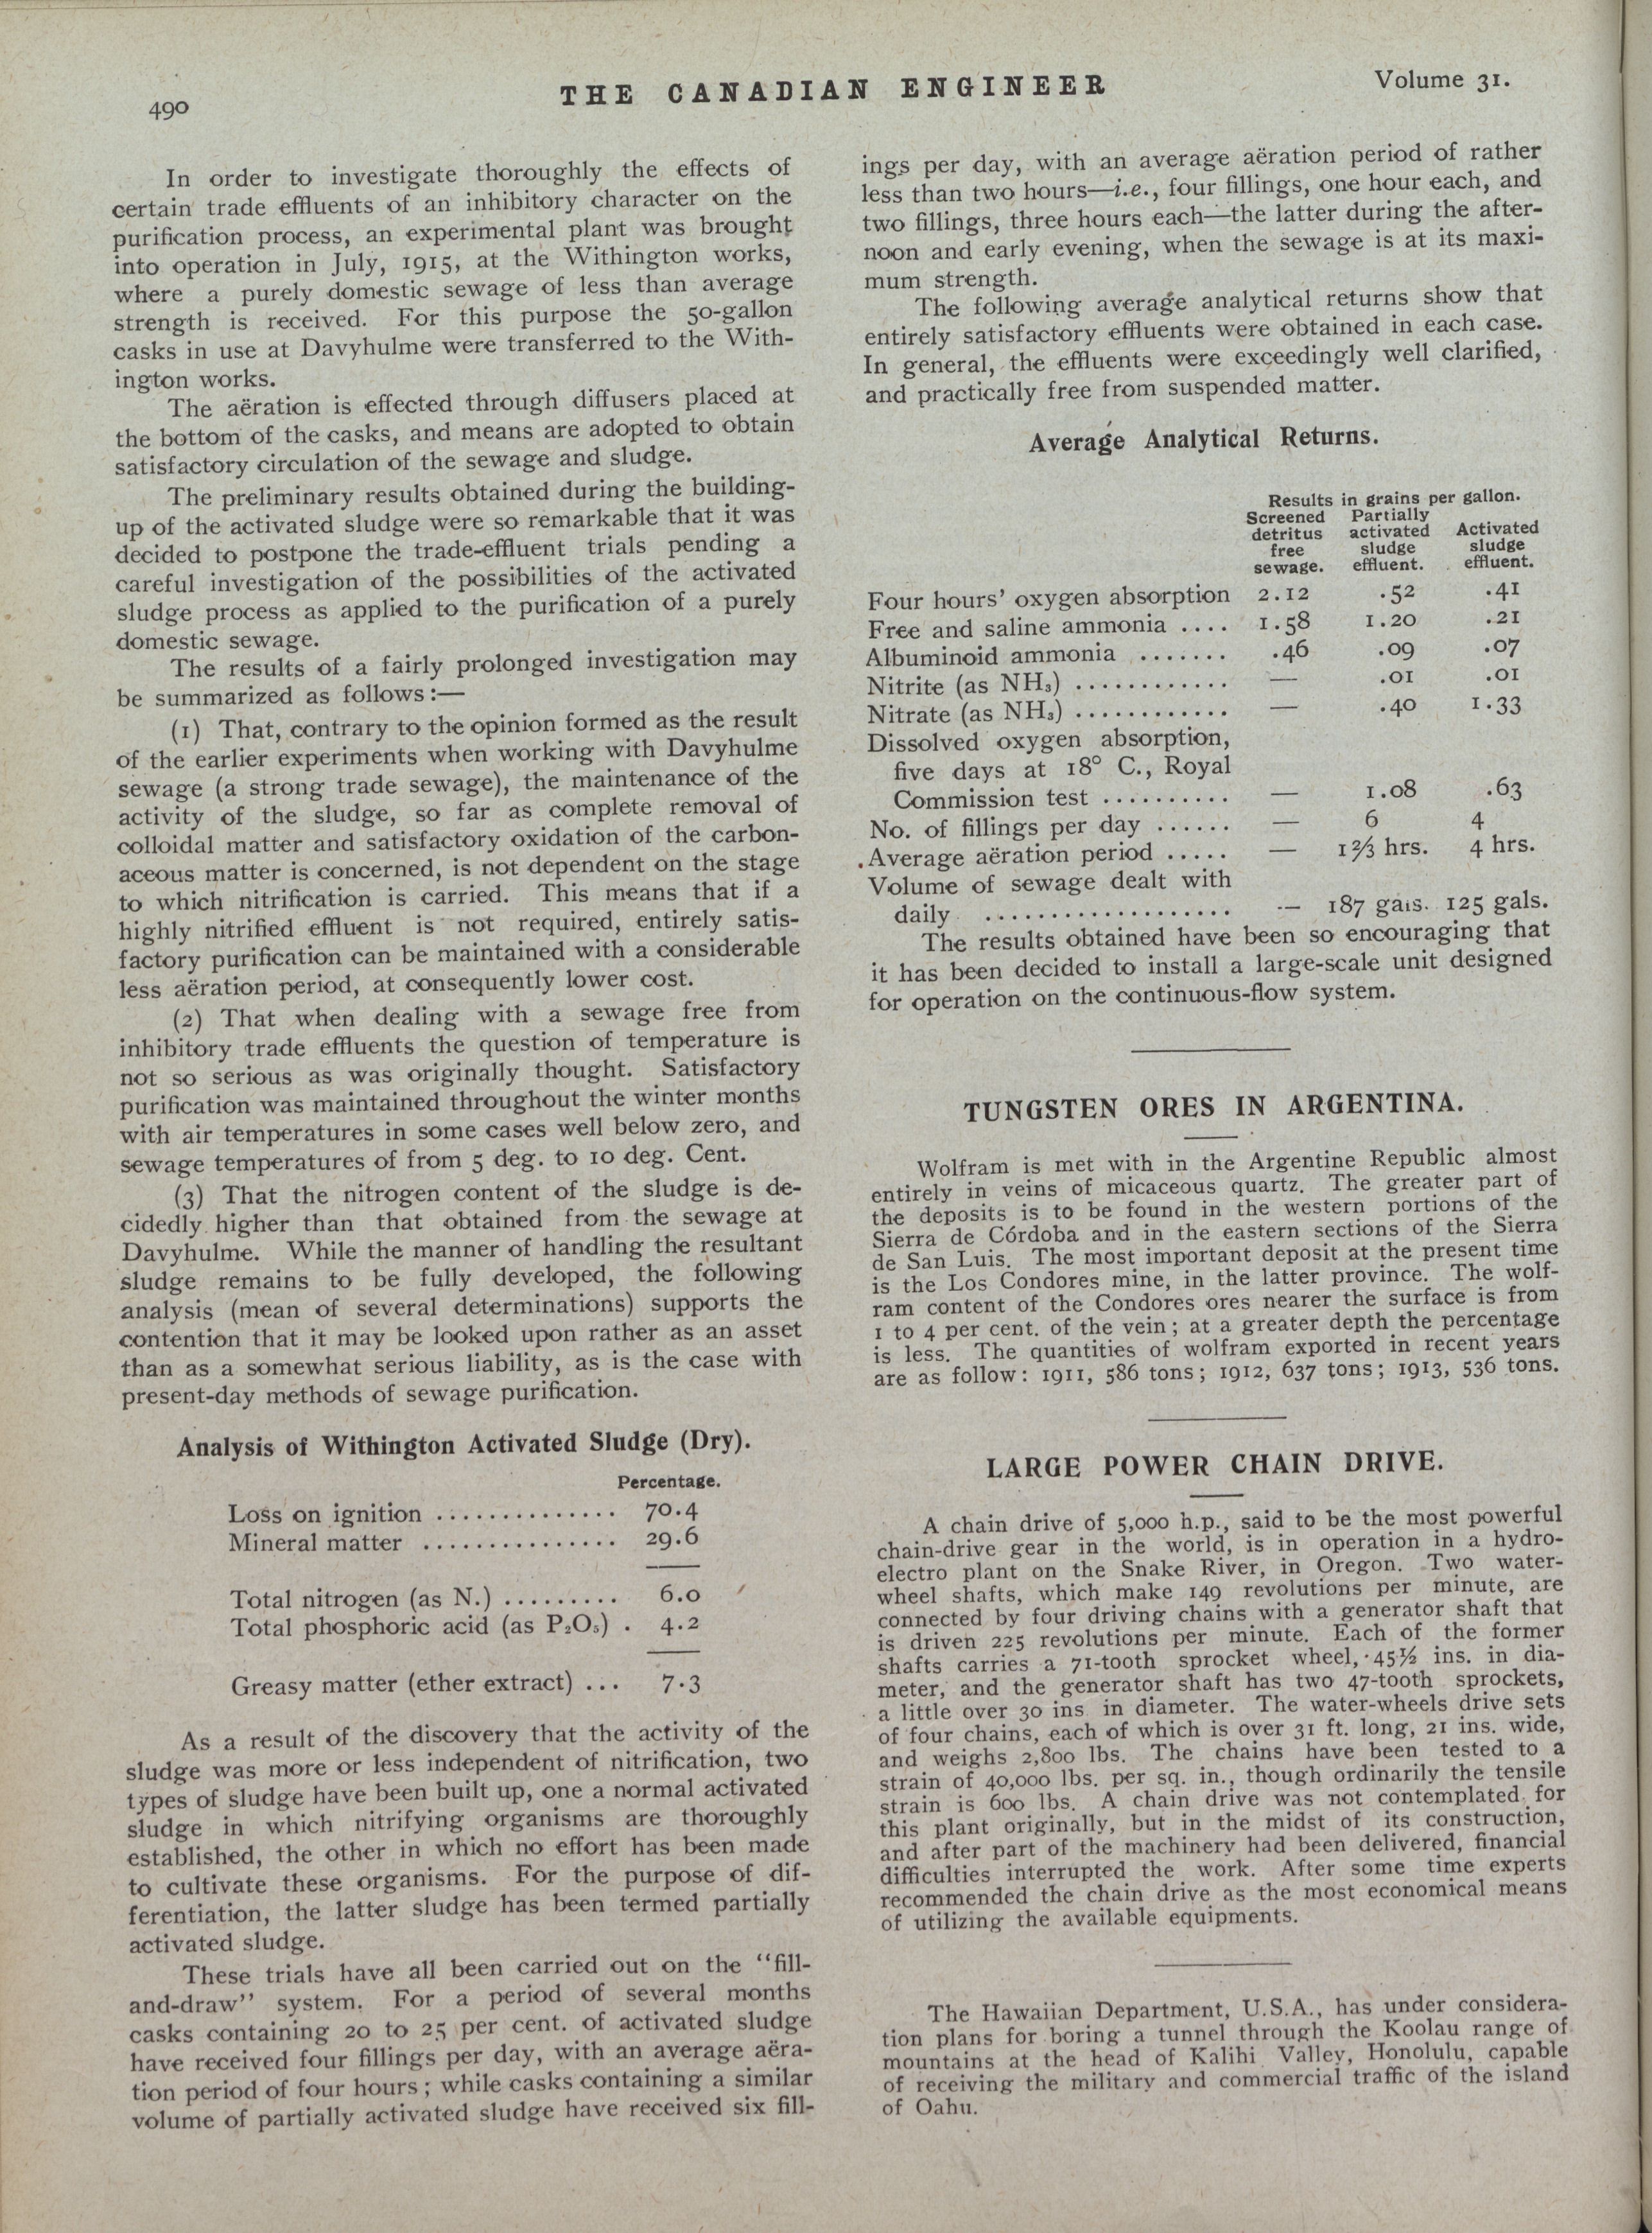 490
THE CANADIAN ENGINEER
Volume 31.
In order to investigate thoroughly the effects of
certain trade effluents of an inhibitory character on the
purification process, an experimental plant was brought
into operation in July, 1915, at the Withington works,
where a purely domestic sewage of less than average
strength is received. For this purpose the 50-gallon
casks in use at Davyhulme were transferred to the With-
ington works.
The aëration is effected through diffusers placed at
the bottom of the casks, and means are adopted to obtain
satisfactory circulation of the sewage and sludge.
The preliminary results obtained during the building-
up of the activated sludge were so remarkable that it was
decided to postpone the trade-effluent trials pending a
careful investigation of the possibilities of the activated
sludge process as applied to the purification of a purely
domestic sewage.
The results of a fairly prolonged investigation may
be summarized as follows:—
(1) That, contrary to the opinion formed as the result
of the earlier experiments when working with Davyhulme
sewage (a strong trade sewage), the maintenance of the
activity of the sludge, so far as complete removal of
colloidal matter and satisfactory oxidation of the carbon-
aceous matter is concerned, is not dependent on the stage
to which nitrification is carried. This means that if a
highly nitrified effluent is not required, entirely satis-
factory purification can be maintained with a considerable
less aëration period, at consequently lower cost.
(2) That when dealing with a sewage free from
inhibitory trade effluents the question of temperature is
not so serious as was originally thought. Satisfactory
purification was maintained throughout the winter months
with air temperatures in some cases well below zero, and
sewage temperatures of from 5 deg. to 10 deg. Cent.
(3) That the nitrogen content of the sludge is de-
cidedly higher than that obtained from the sewage at
Davyhulme. While the manner of handling the resultant
sludge remains to be fully developed, the following
analysis (mean of several determinations) supports the
contention that it may be looked upon rather as an asset
than as a somewhat serious liability, as is the case with
present-day methods of sewage purification.
Analysis of Withington Activated Sludge (Dry).
Percentage.
Loss on ignition .............. 70.4
Mineral matter ............... 29.6
Total nitrogen (as N.) ......... 6.0
Total phosphoric acid (as P₂O₅) . 4.2
Greasy matter (ether extract) ... 7.3
As a result of the discovery that the activity of the
sludge was more or less independent of nitrification, two
types of sludge have been built up, one a normal activated
sludge in which nitrifying organisms are thoroughly
established, the other in which no effort has been made
to cultivate these organisms. For the purpose of dif-
ferentiation, the latter sludge has been termed partially
activated sludge.
These trials have all been carried out on the "fill-
and-draw" system. For a period of several months
casks containing 20 to 25 per cent. of activated sludge
have received four fillings per day, with an average aëra-
tion period of four hours; while casks containing a similar
volume of partially activated sludge have received six fill-
ings per day, with an average aëration period of rather
less than two hours—i.e., four fillings, one hour each, and
two fillings, three hours each—the latter during the after-
noon and early evening, when the sewage is at its maxi-
mum strength.
The following average analytical returns show that
entirely satisfactory effluents were obtained in each case.
In general, the effluents were exceedingly well clarified,
and practically free from suspended matter.
Average Analytical Returns.
Results in grains per gallon.
Screened Partially
detritus activated Activated
free sludge sludge
sewage. effluent. effluent.
Four hours' oxygen absorption 2.12 .52 .41
Free and saline ammonia .... 1.58 1.20 .21
Albuminoid ammonia ....... .46 .09 .07
Nitrite (as NH₃) ............ — .01 .01
Nitrate (as NH₃) ............ — .40 1.33
Dissolved oxygen absorption,
five days at 18° C., Royal
Commission test .......... — 1.08 .63
No. of fillings per day ...... — 6 4
Average aëration period ..... — 1⅔ hrs. 4 hrs.
Volume of sewage dealt with
daily ................... — 187 gals. 125 gals.
The results obtained have been so encouraging that
it has been decided to install a large-scale unit designed
for operation on the continuous-flow system.
TUNGSTEN ORES IN ARGENTINA.
Wolfram is met with in the Argentine Republic almost
entirely in veins of micaceous quartz. The greater part of
the deposits is to be found in the western portions of the
Sierra de Córdoba and in the eastern sections of the Sierra
de San Luis. The most important deposit at the present time
is the Los Condores mine, in the latter province. The wolf-
ram content of the Condores ores nearer the surface is from
1 to 4 per cent. of the vein; at a greater depth the percentage
is less. The quantities of wolfram exported in recent years
are as follow: 1911, 586 tons; 1912, 637 tons; 1913, 536 tons.
LARGE POWER CHAIN DRIVE.
A chain drive of 5,000 h.p., said to be the most powerful
chain-drive gear in the world, is in operation in a hydro-
electro plant on the Snake River, in Oregon. Two water-
wheel shafts, which make 149 revolutions per minute, are
connected by four driving chains with a generator shaft that
is driven 225 revolutions per minute. Each of the former
shafts carries a 71-tooth sprocket wheel, 45½ ins. in dia-
meter, and the generator shaft has two 47-tooth sprockets,
a little over 30 ins. in diameter. The water-wheels drive sets
of four chains, each of which is over 31 ft. long, 21 ins. wide,
and weighs 2,800 lbs. The chains have been tested to a
strain of 40,000 lbs. per sq. in., though ordinarily the tensile
strain is 600 lbs. A chain drive was not contemplated for
this plant originally, but in the midst of its construction,
and after part of the machinery had been delivered, financial
difficulties interrupted the work. After some time experts
recommended the chain drive as the most economical means
of utilizing the available equipments.
The Hawaiian Department, U.S.A., has under considera-
tion plans for boring a tunnel through the Koolau range of
mountains at the head of Kalihi Valley, Honolulu, capable
of receiving the military and commercial traffic of the island
of Oahu.